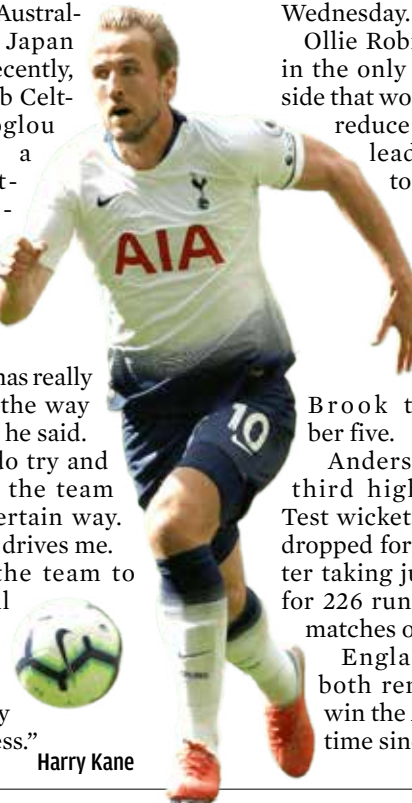 Austral-
Japan
ecently,
b Celt-
oglou
a
t-
-
has really
the way
he said.
do try and
the team
ertain way.
drives me.
the team to
l
y
ess.”
Harry Kane
AIA
10
Wednesday.
Ollie Robi
in the only
side that wo
reduce
lead
to
Brook t
ber five.
Anders
third high
Test wicket
dropped for
ter taking ju
for 226 run
matches o
Engla
both ren
win the
time sinc